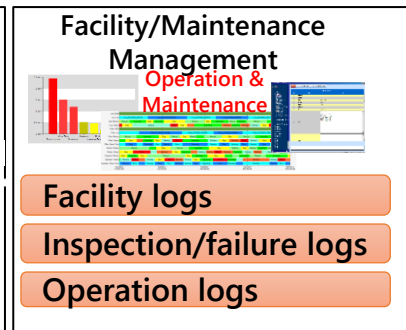 Facility/Maintenance
Management
Operation &
Maintenance
Facility logs
Inspection/failure logs
Operation logs